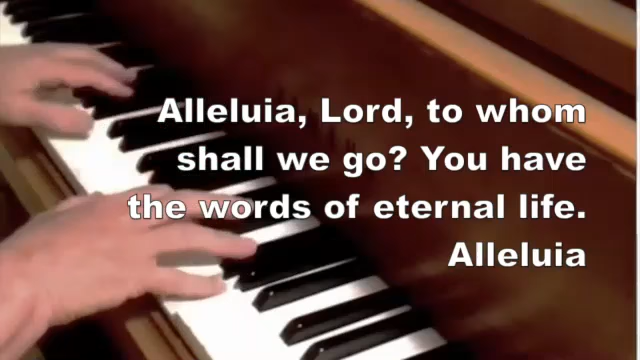 Alleluia, Lord, to whom
shall we go? You have
the words of eternal life.
Alleluia